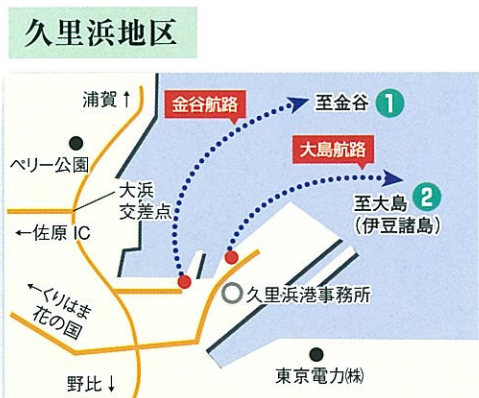 久里浜地区
浦賀↑
金谷航路
至金谷 1
ペリー公園
大島航路
大浜
交差点
至大島 2
(伊豆諸島)
←佐原IC
←くりはま
花の国
久里浜港事務所
野比↓
東京電力㈱